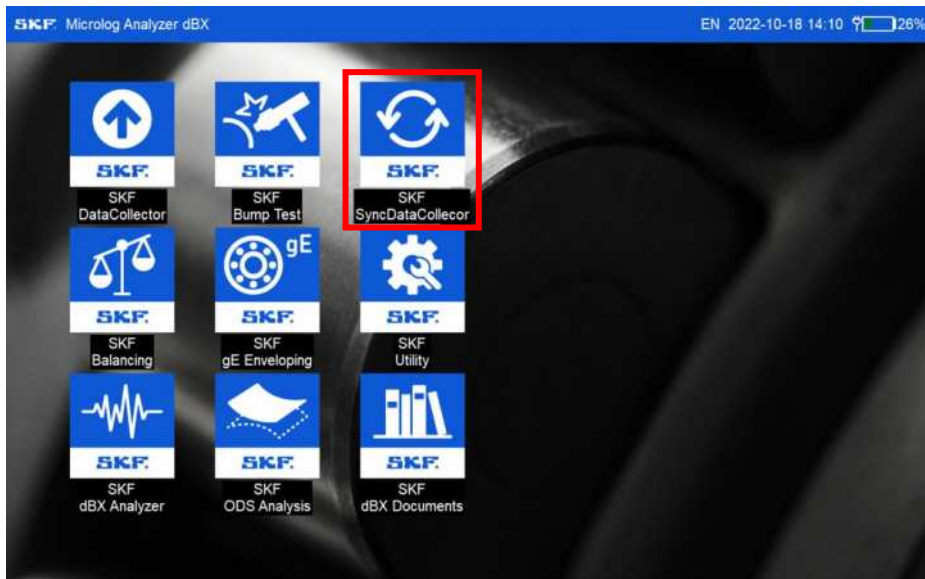 SKF. Microlog Analyzer dBX EN 2022-10-18 14:10 26%
SKF. SKF. SKF.
SKF SKF SKF
DataCollector Bump Test SyncDataCollecor
gE
SKF. SKF. SKF.
SKF SKF SKF
Balancing gE Enveloping Utility
SKF. SKF. SKF.
SKF SKF SKF
dBX Analyzer ODS Analysis dBX Documents